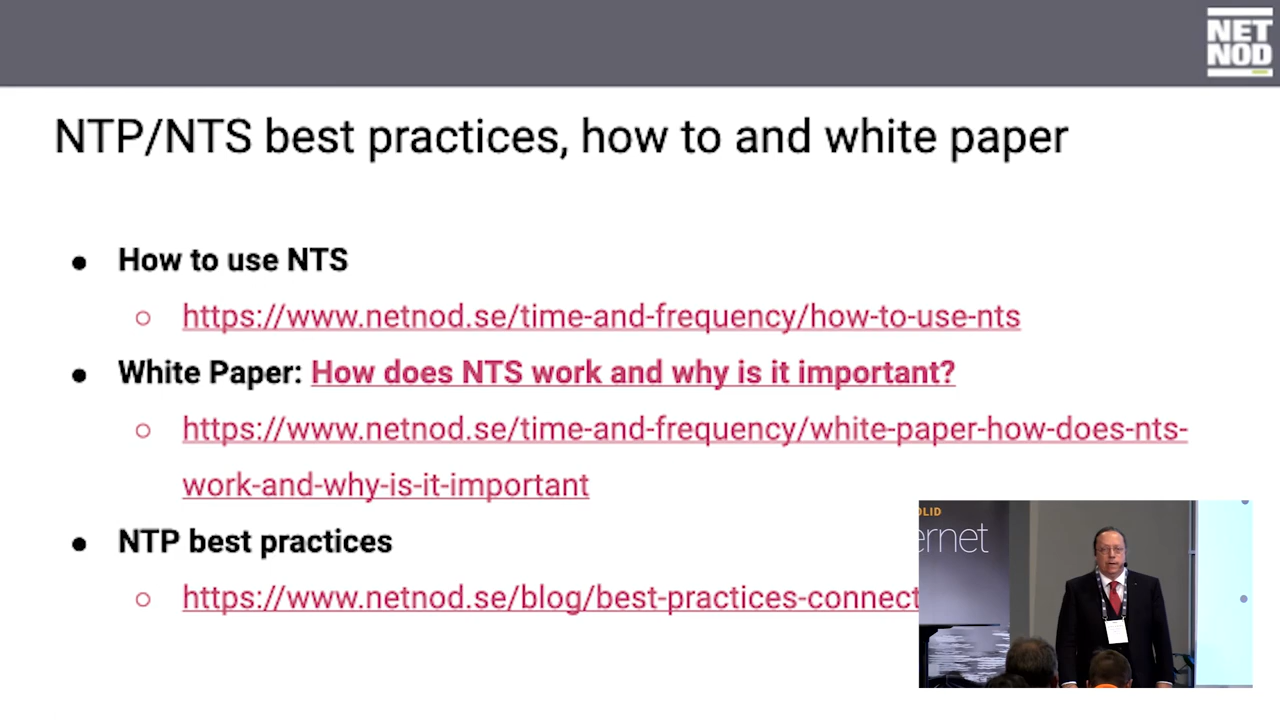 NET
NOD
NTP/NTS best practices, how to and white paper
● How to use NTS
○ https://www.netnod.se/time-and-frequency/how-to-use-nts
● White Paper: How does NTS work and why is it important?
○ https://www.netnod.se/time-and-frequency/white-paper-how-does-nts-
work-and-why-is-it-important
● NTP best practices
○ https://www.netnod.se/blog/best-practices-connect
OLID
ernet